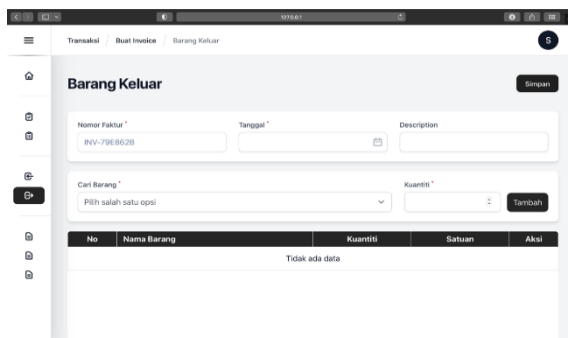 127.0.0.1
Transaksi / Buat Invoice / Barang Keluar
S
Barang Keluar
Simpan
Nomor Faktur * Tanggal * Description
INV-79E8628
Cari Barang * Kuantiti *
Pilih salah satu opsi
Tambah
No Nama Barang Kuantiti Satuan Aksi
Tidak ada data